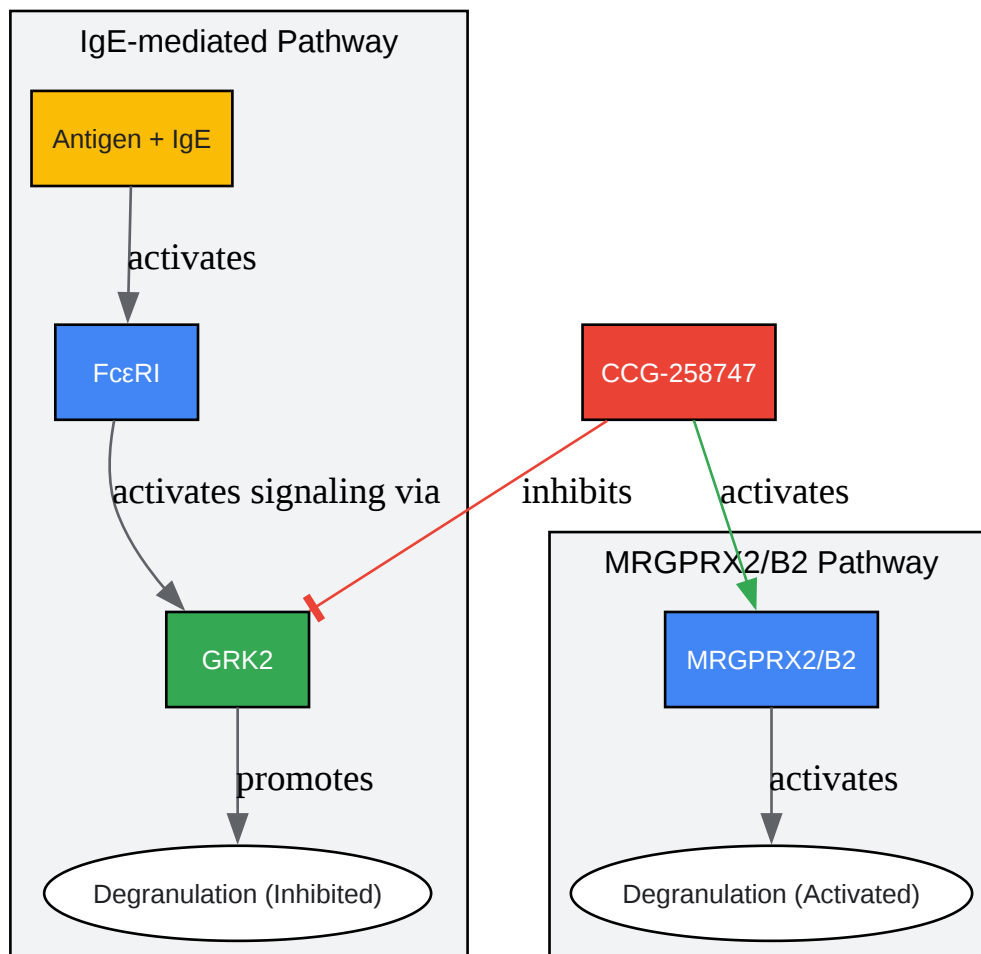 IgE-mediated Pathway
Antigen + IgE
activates
FcεRI
CCG-258747
activates signaling via
inhibits
activates
MRGPRX2/B2 Pathway
GRK2
MRGPRX2/B2
promotes
activates
Degranulation (Inhibited)
Degranulation (Activated)